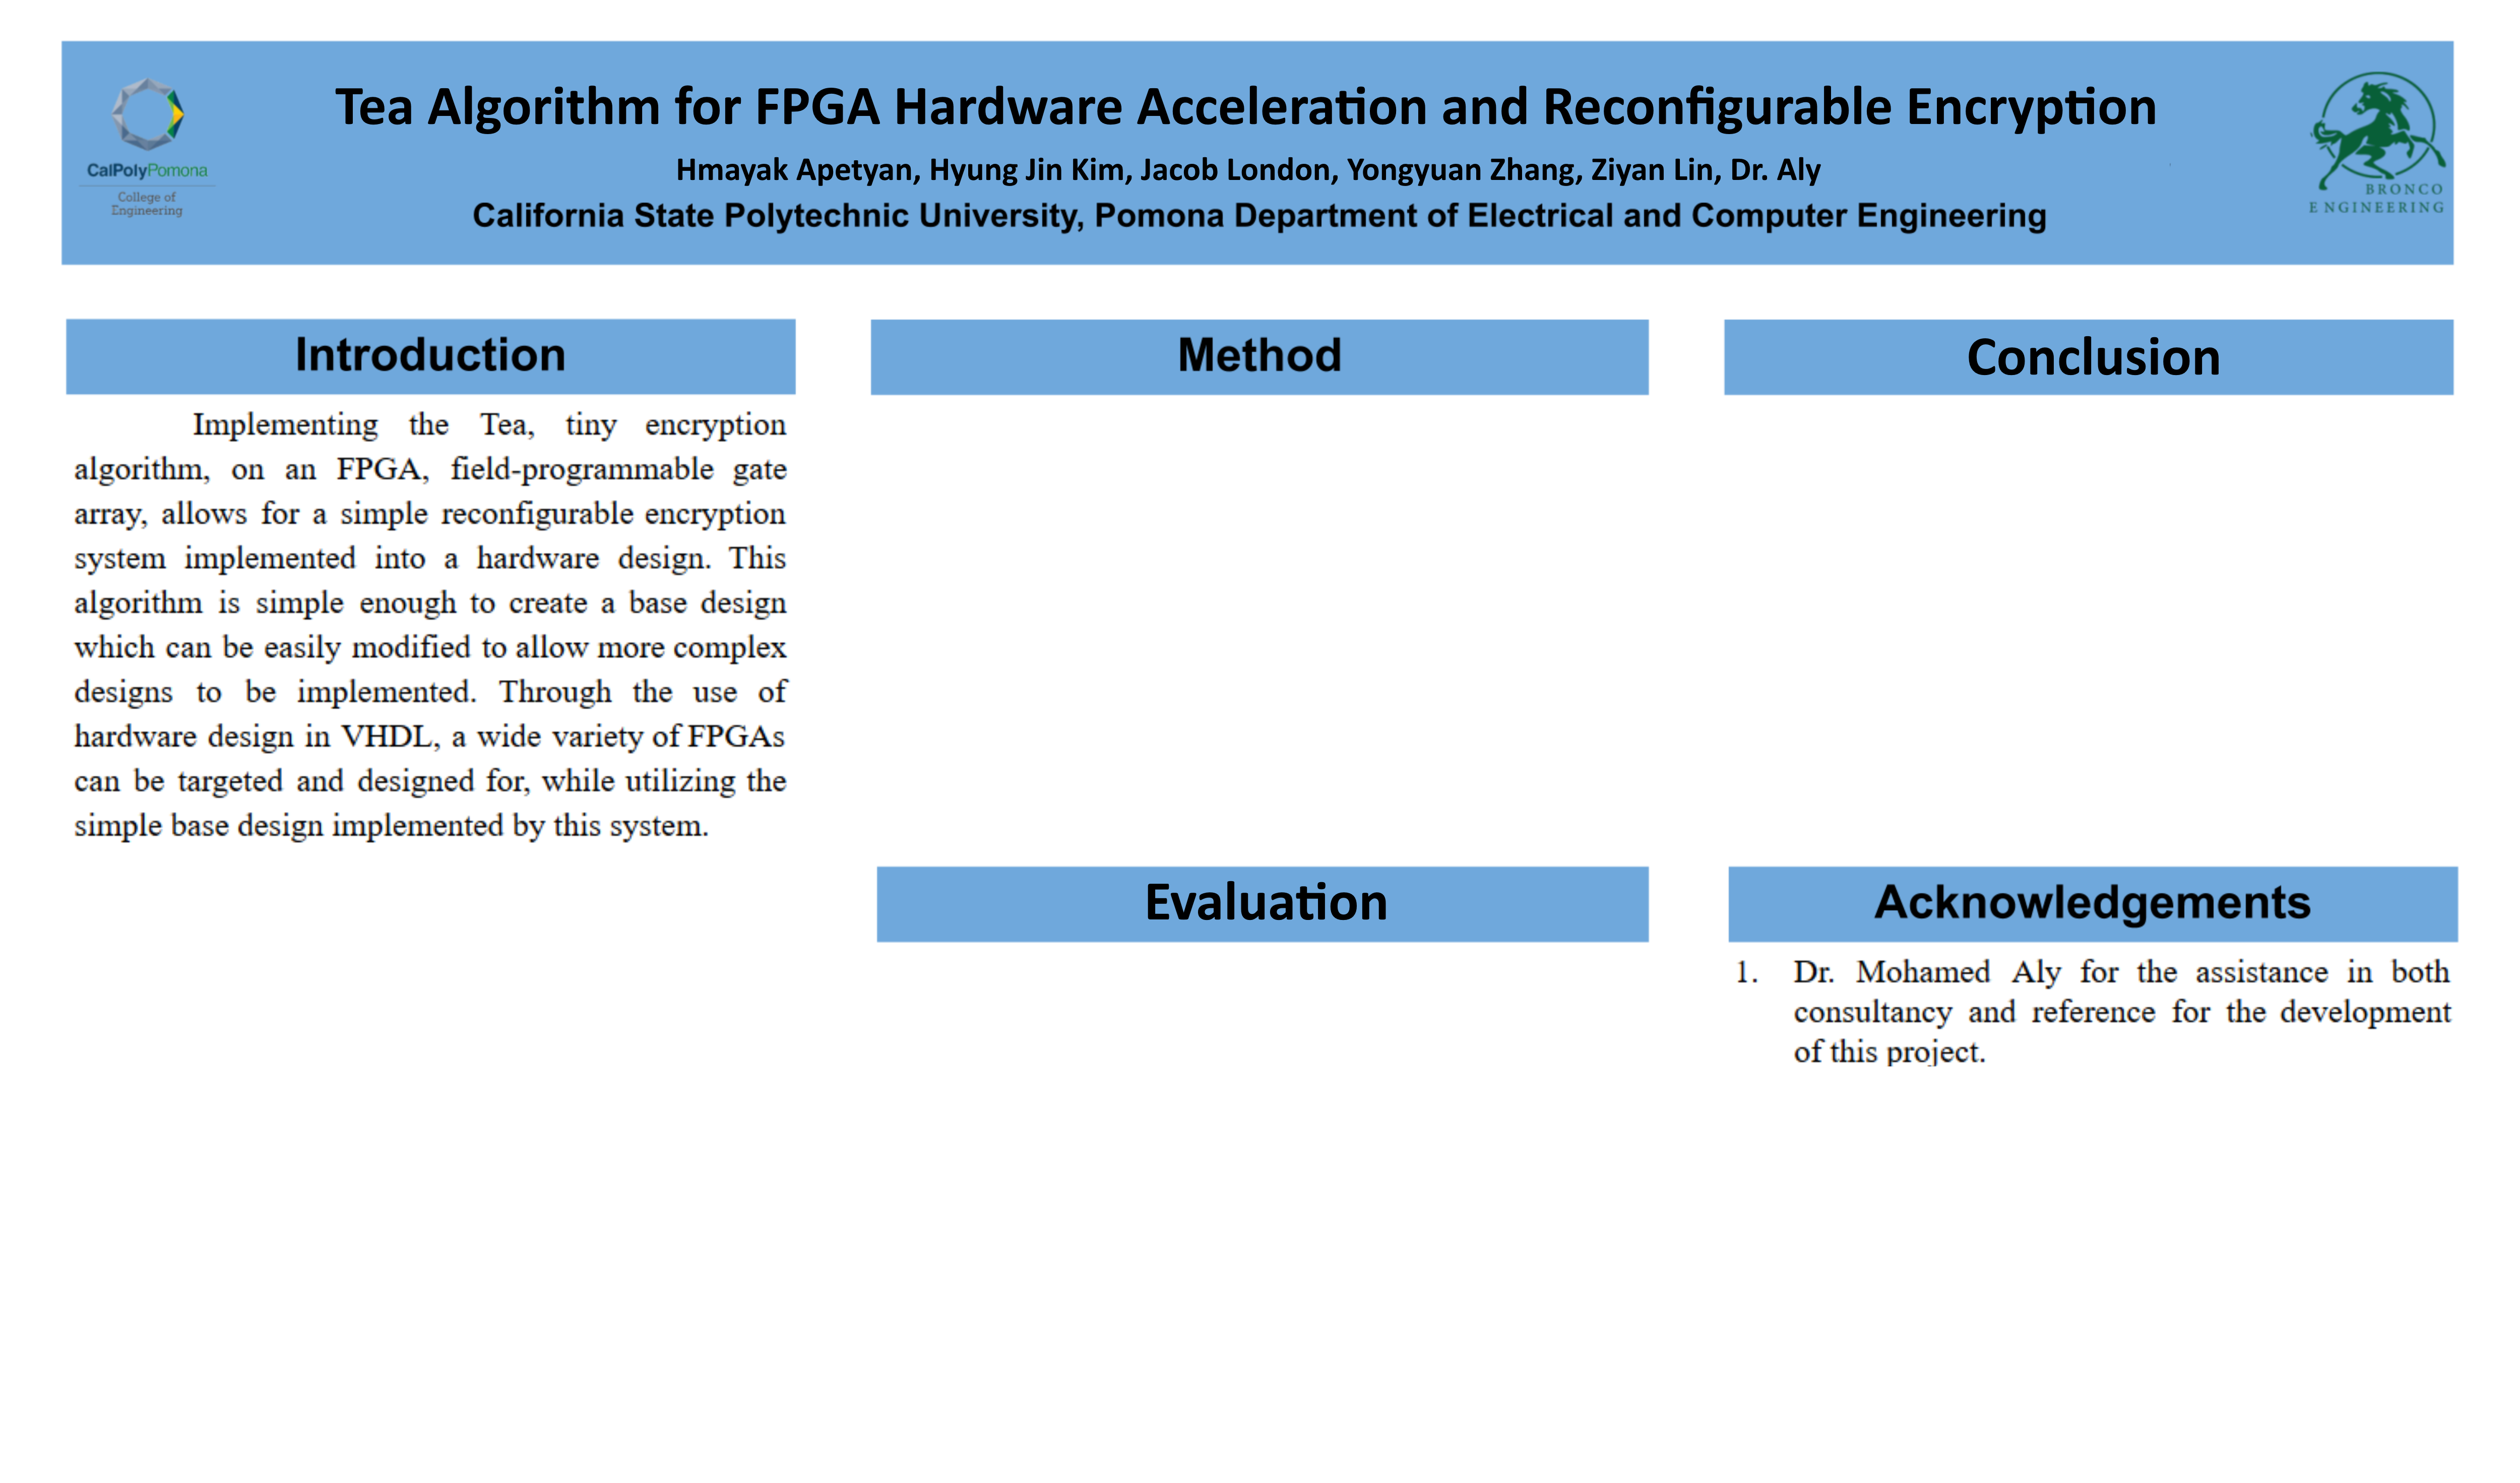 Tea Algorithm for FPGA Hardware Acceleration and Reconfigurable Encryption
Hmayak Apetyan, Hyung Jin Kim, Jacob London, Yongyuan Zhang, Ziyan Lin, Dr. Aly
California State Polytechnic University, Pomona Department of Electrical and Computer Engineering
CalPolyPomona
College of
Engineering
BRONCO
ENGINEERING
Introduction
Implementing the Tea, tiny encryption
algorithm, on an FPGA, field-programmable gate
array, allows for a simple reconfigurable encryption
system implemented into a hardware design. This
algorithm is simple enough to create a base design
which can be easily modified to allow more complex
designs to be implemented. Through the use of
hardware design in VHDL, a wide variety of FPGAs
can be targeted and designed for, while utilizing the
simple base design implemented by this system.
Method
Evaluation
Conclusion
Acknowledgements
1. Dr. Mohamed Aly for the assistance in both
consultancy and reference for the development
of this project.